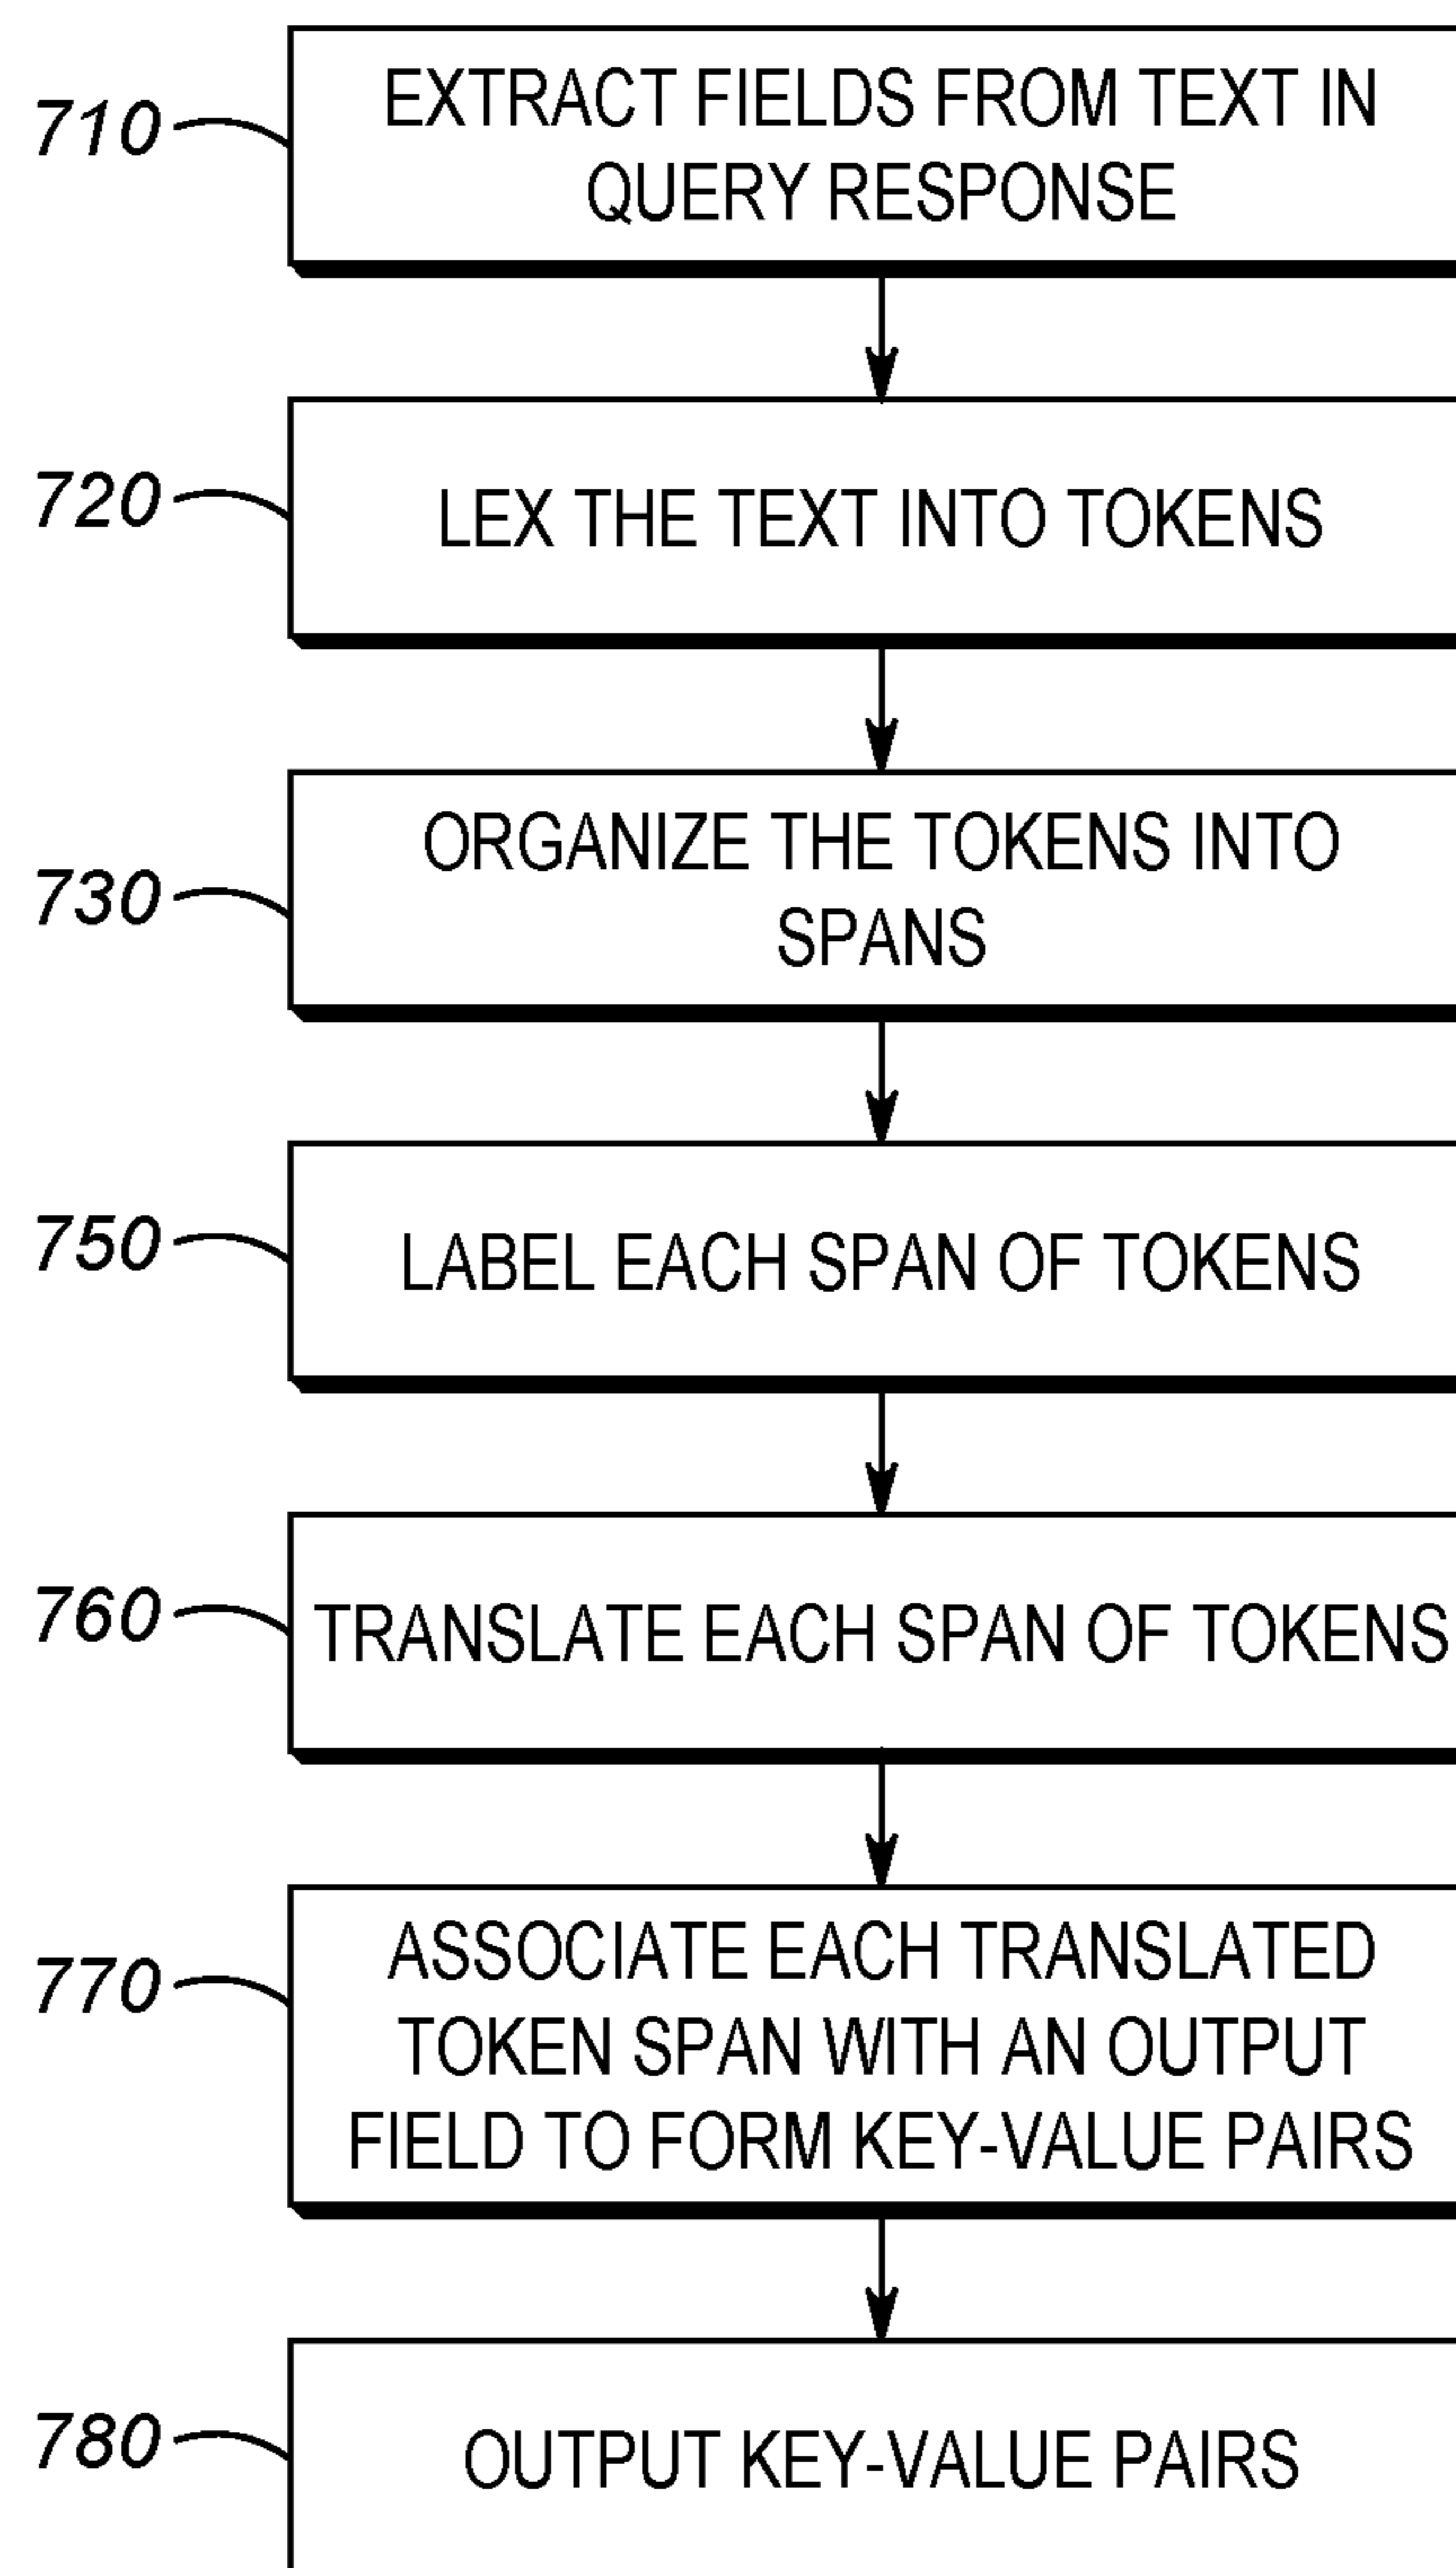 710
EXTRACT FIELDS FROM TEXT IN
QUERY RESPONSE
720
LEX THE TEXT INTO TOKENS
730
ORGANIZE THE TOKENS INTO
SPANS
750
LABEL EACH SPAN OF TOKENS
760
TRANSLATE EACH SPAN OF TOKENS
770
ASSOCIATE EACH TRANSLATED
TOKEN SPAN WITH AN OUTPUT
FIELD TO FORM KEY-VALUE PAIRS
780
OUTPUT KEY-VALUE PAIRS